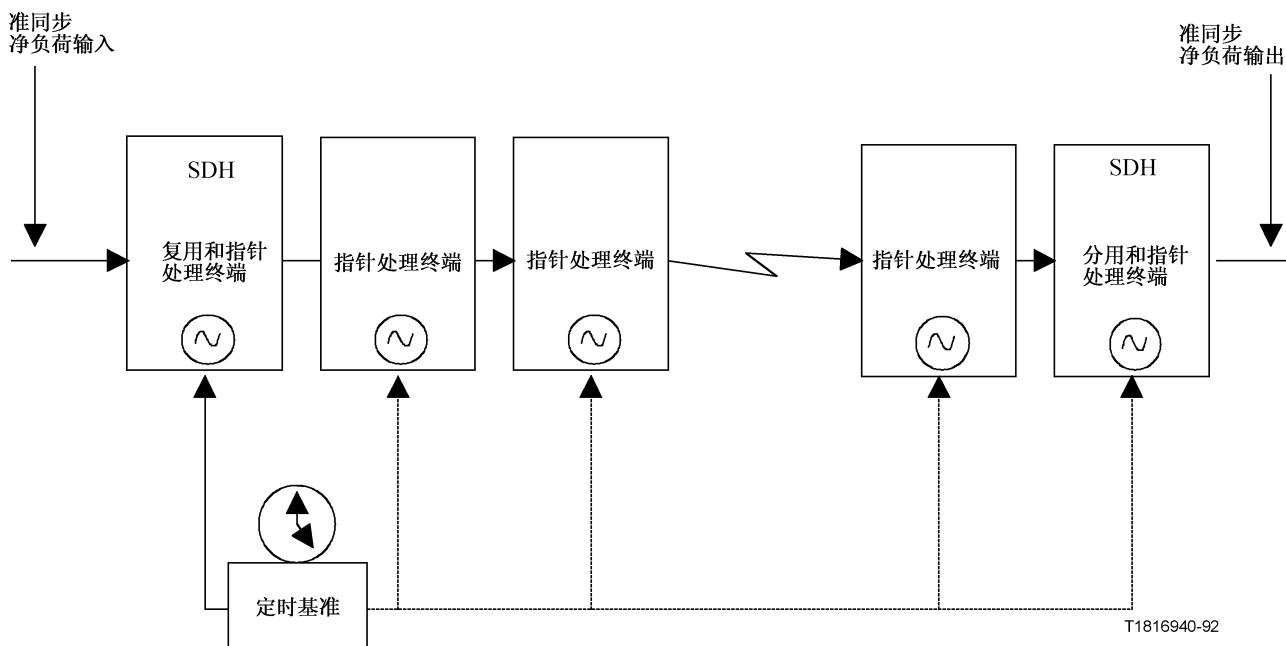 准同步
净负荷输入
准同步
净负荷输出
SDH
复用和指针
处理终端
指针处理终端
指针处理终端
指针处理终端
SDH
分用和指针
处理终端
定时基准
T1816940-92